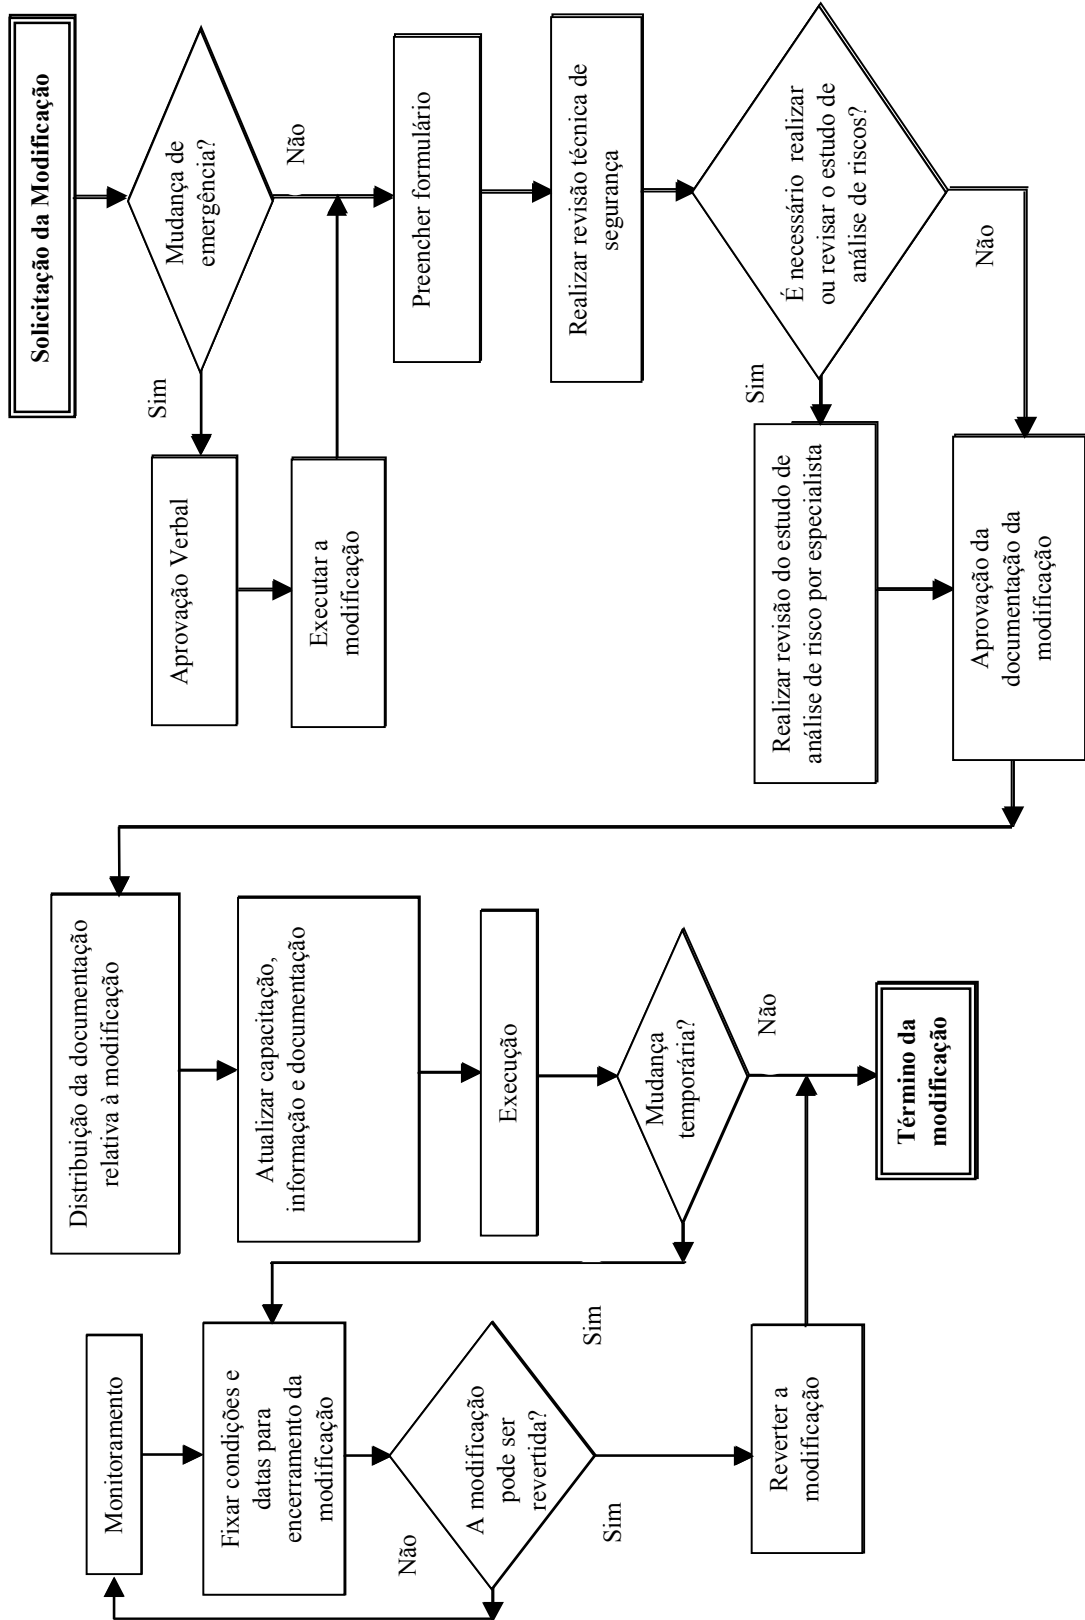 Solicitação da Modificação
Mudança de
emergência?
Não
Sim
Aprovação Verbal
Executar a
modificação
Preencher formulário
Realizar revisão técnica de
segurança
É necessário realizar
ou revisar o estudo de
análise de riscos?
Sim
Não
Realizar revisão do estudo de
análise de risco por especialista
Aprovação da
documentação da
modificação
Distribuição da documentação
relativa à modificação
Atualizar capacitação,
informação e documentação
Execução
Mudança
temporária?
Não
Sim
Monitoramento
Fixar condições e
datas para
encerramento da
modificação
A modificação
pode ser
revertida?
Não
Sim
Reverter a
modificação
Término da
modificação